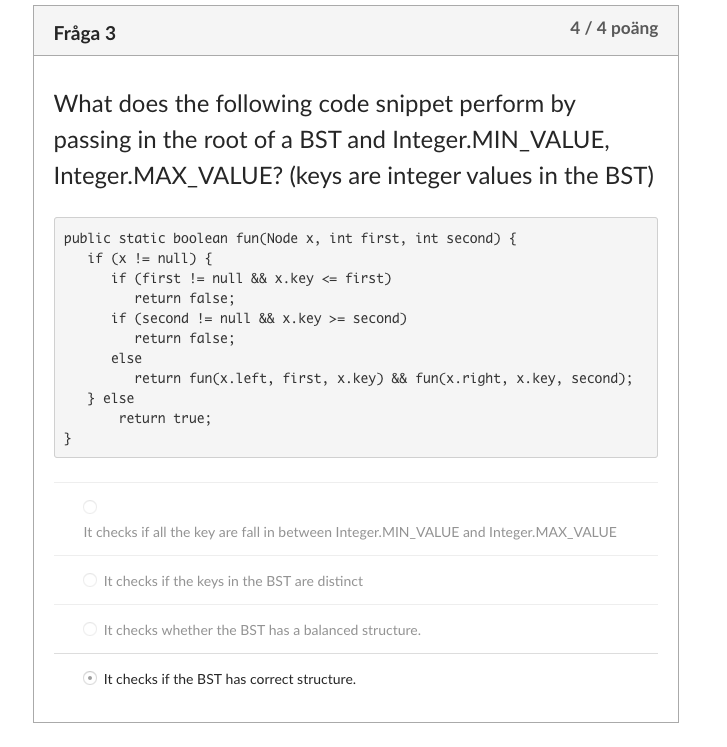 Fråga 3
4 / 4 poäng
What does the following code snippet perform by
passing in the root of a BST and Integer.MIN_VALUE,
Integer.MAX_VALUE? (keys are integer values in the BST)
public static boolean fun(Node x, int first, int second) {
   if (x != null) {
      if (first != null && x.key <= first)
         return false;
      if (second != null && x.key >= second)
         return false;
      else
         return fun(x.left, first, x.key) && fun(x.right, x.key, second);
   } else
       return true;
}
It checks if all the key are fall in between Integer.MIN_VALUE and Integer.MAX_VALUE
It checks if the keys in the BST are distinct
It checks whether the BST has a balanced structure.
It checks if the BST has correct structure.